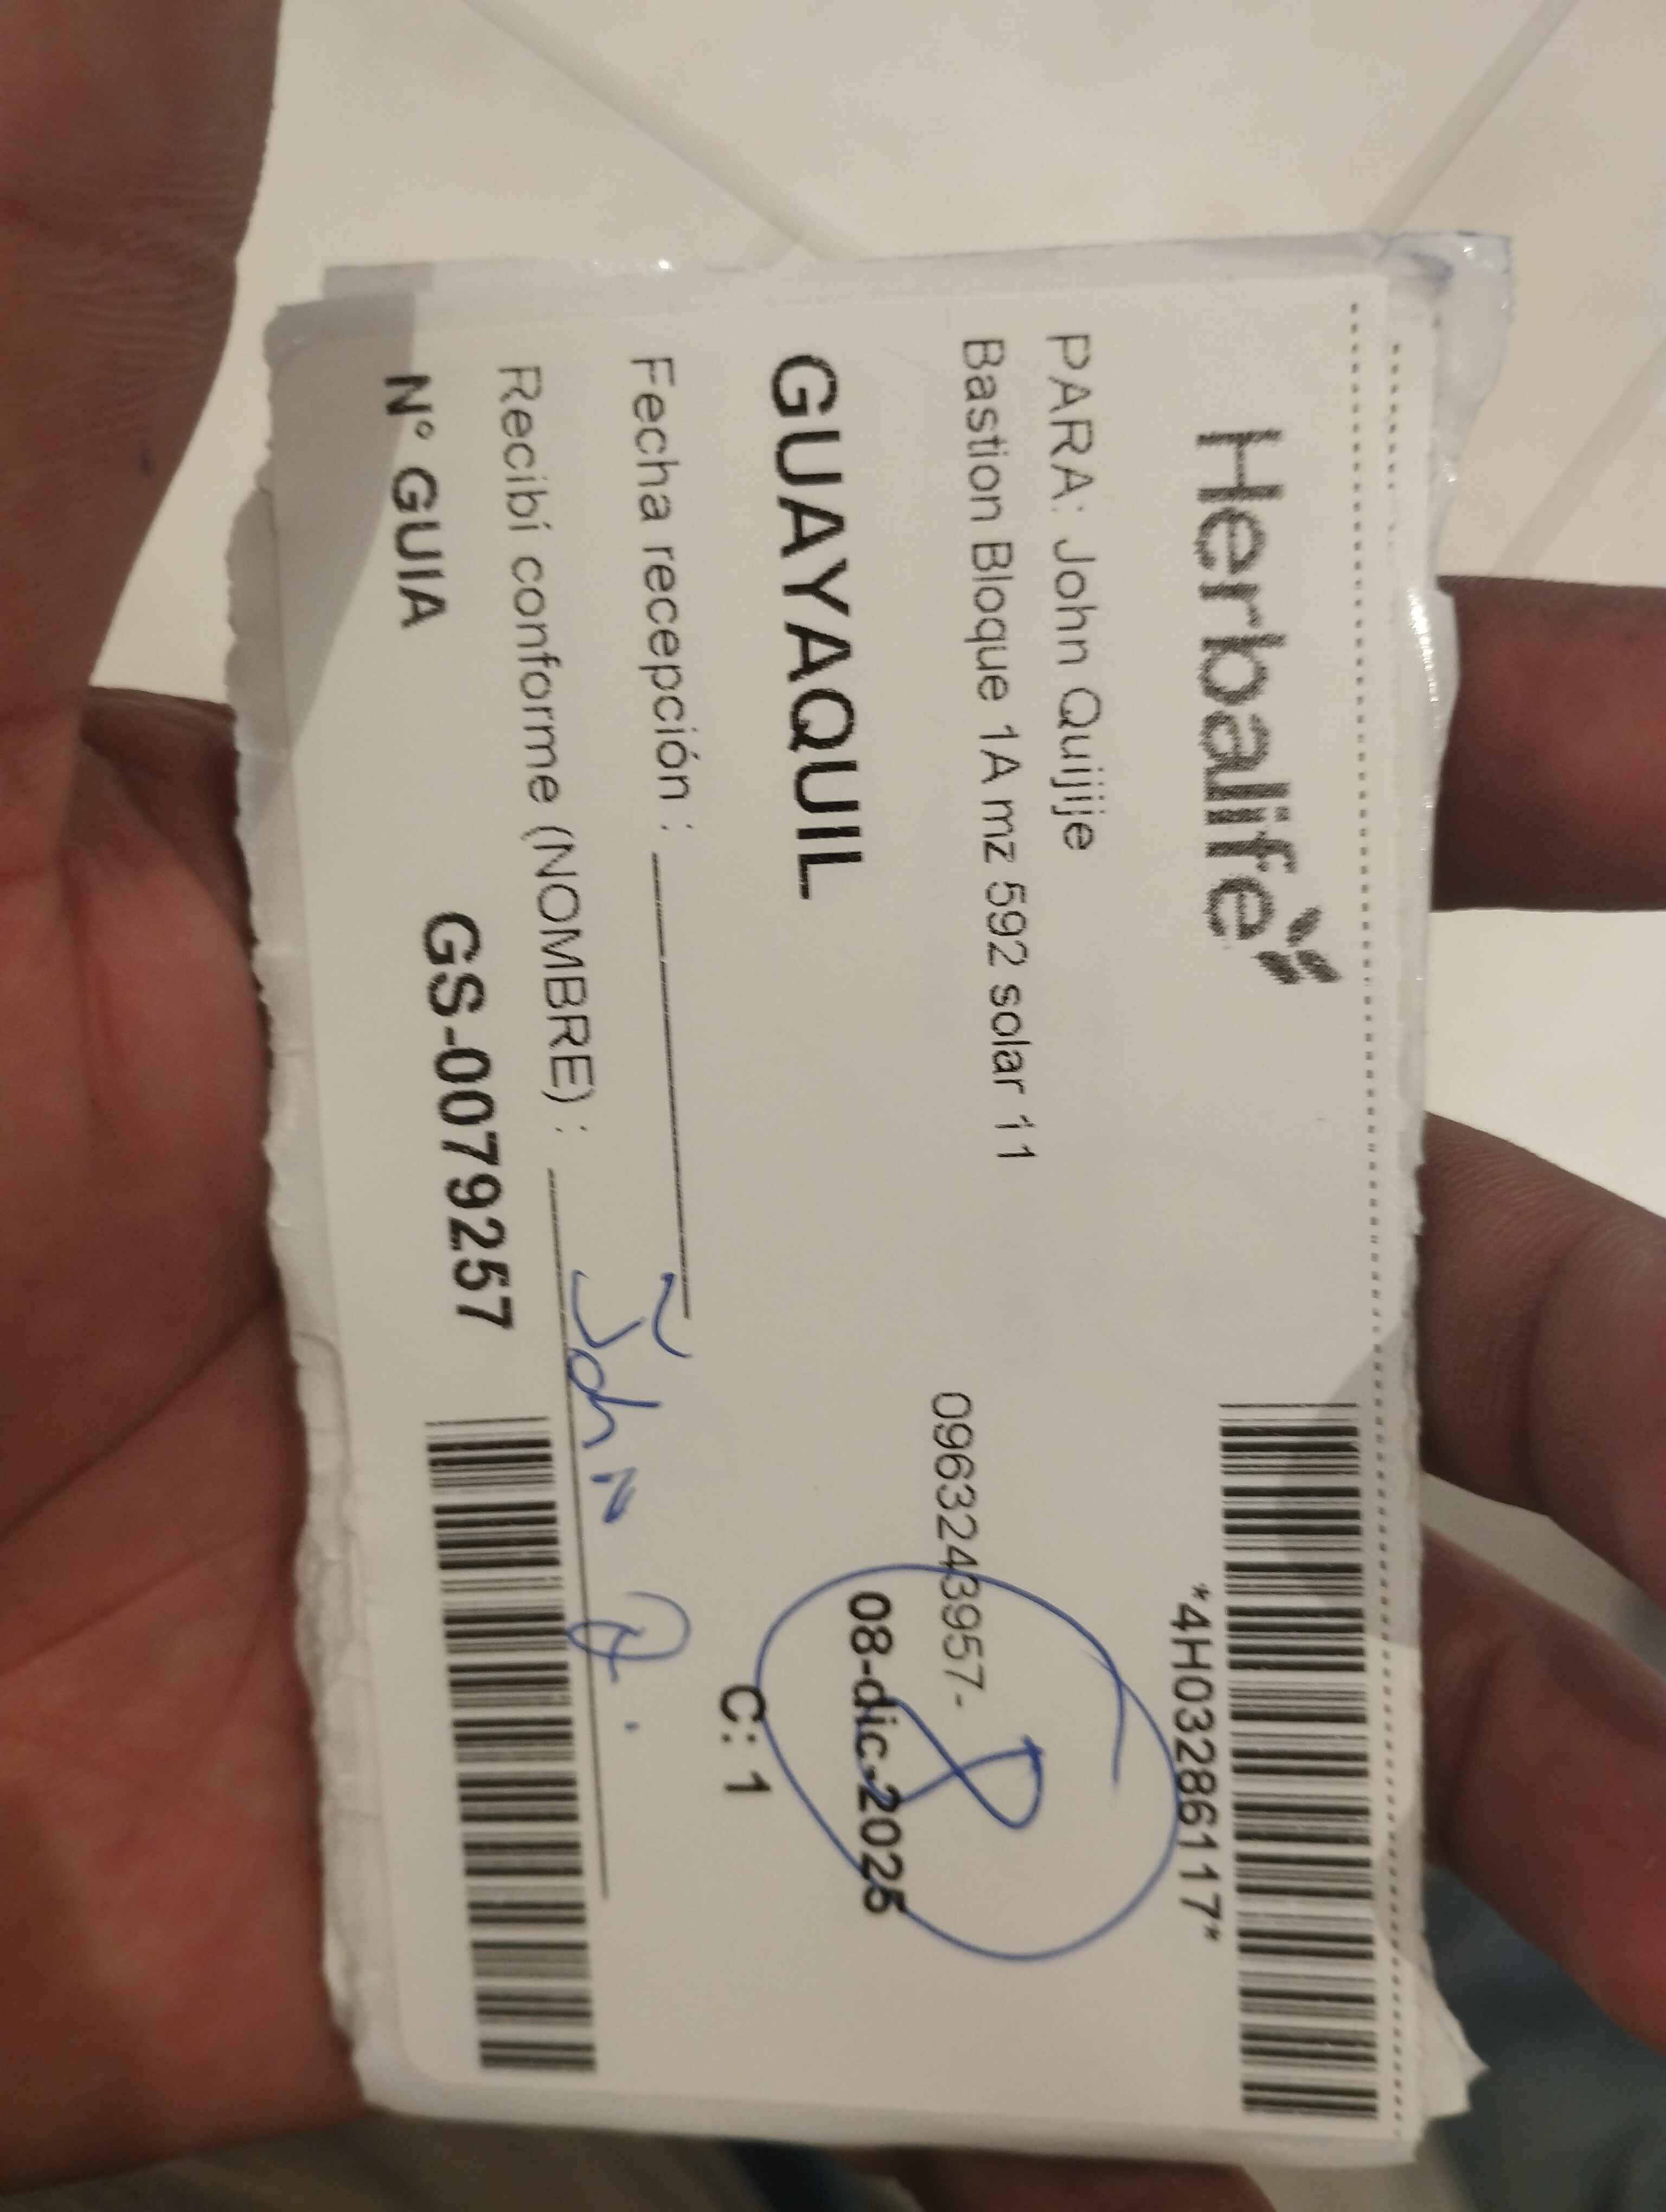 Herbalife
*4H03286117*
PARA: John Quijije
Bastion Bloque 1A mz 592 solar 11
0963243957-
8
08-dic-2025
GUAYAQUIL
C: 1
Fecha recepción :
Recibí conforme (NOMBRE) : John Q.
N° GUIA GS-0079257